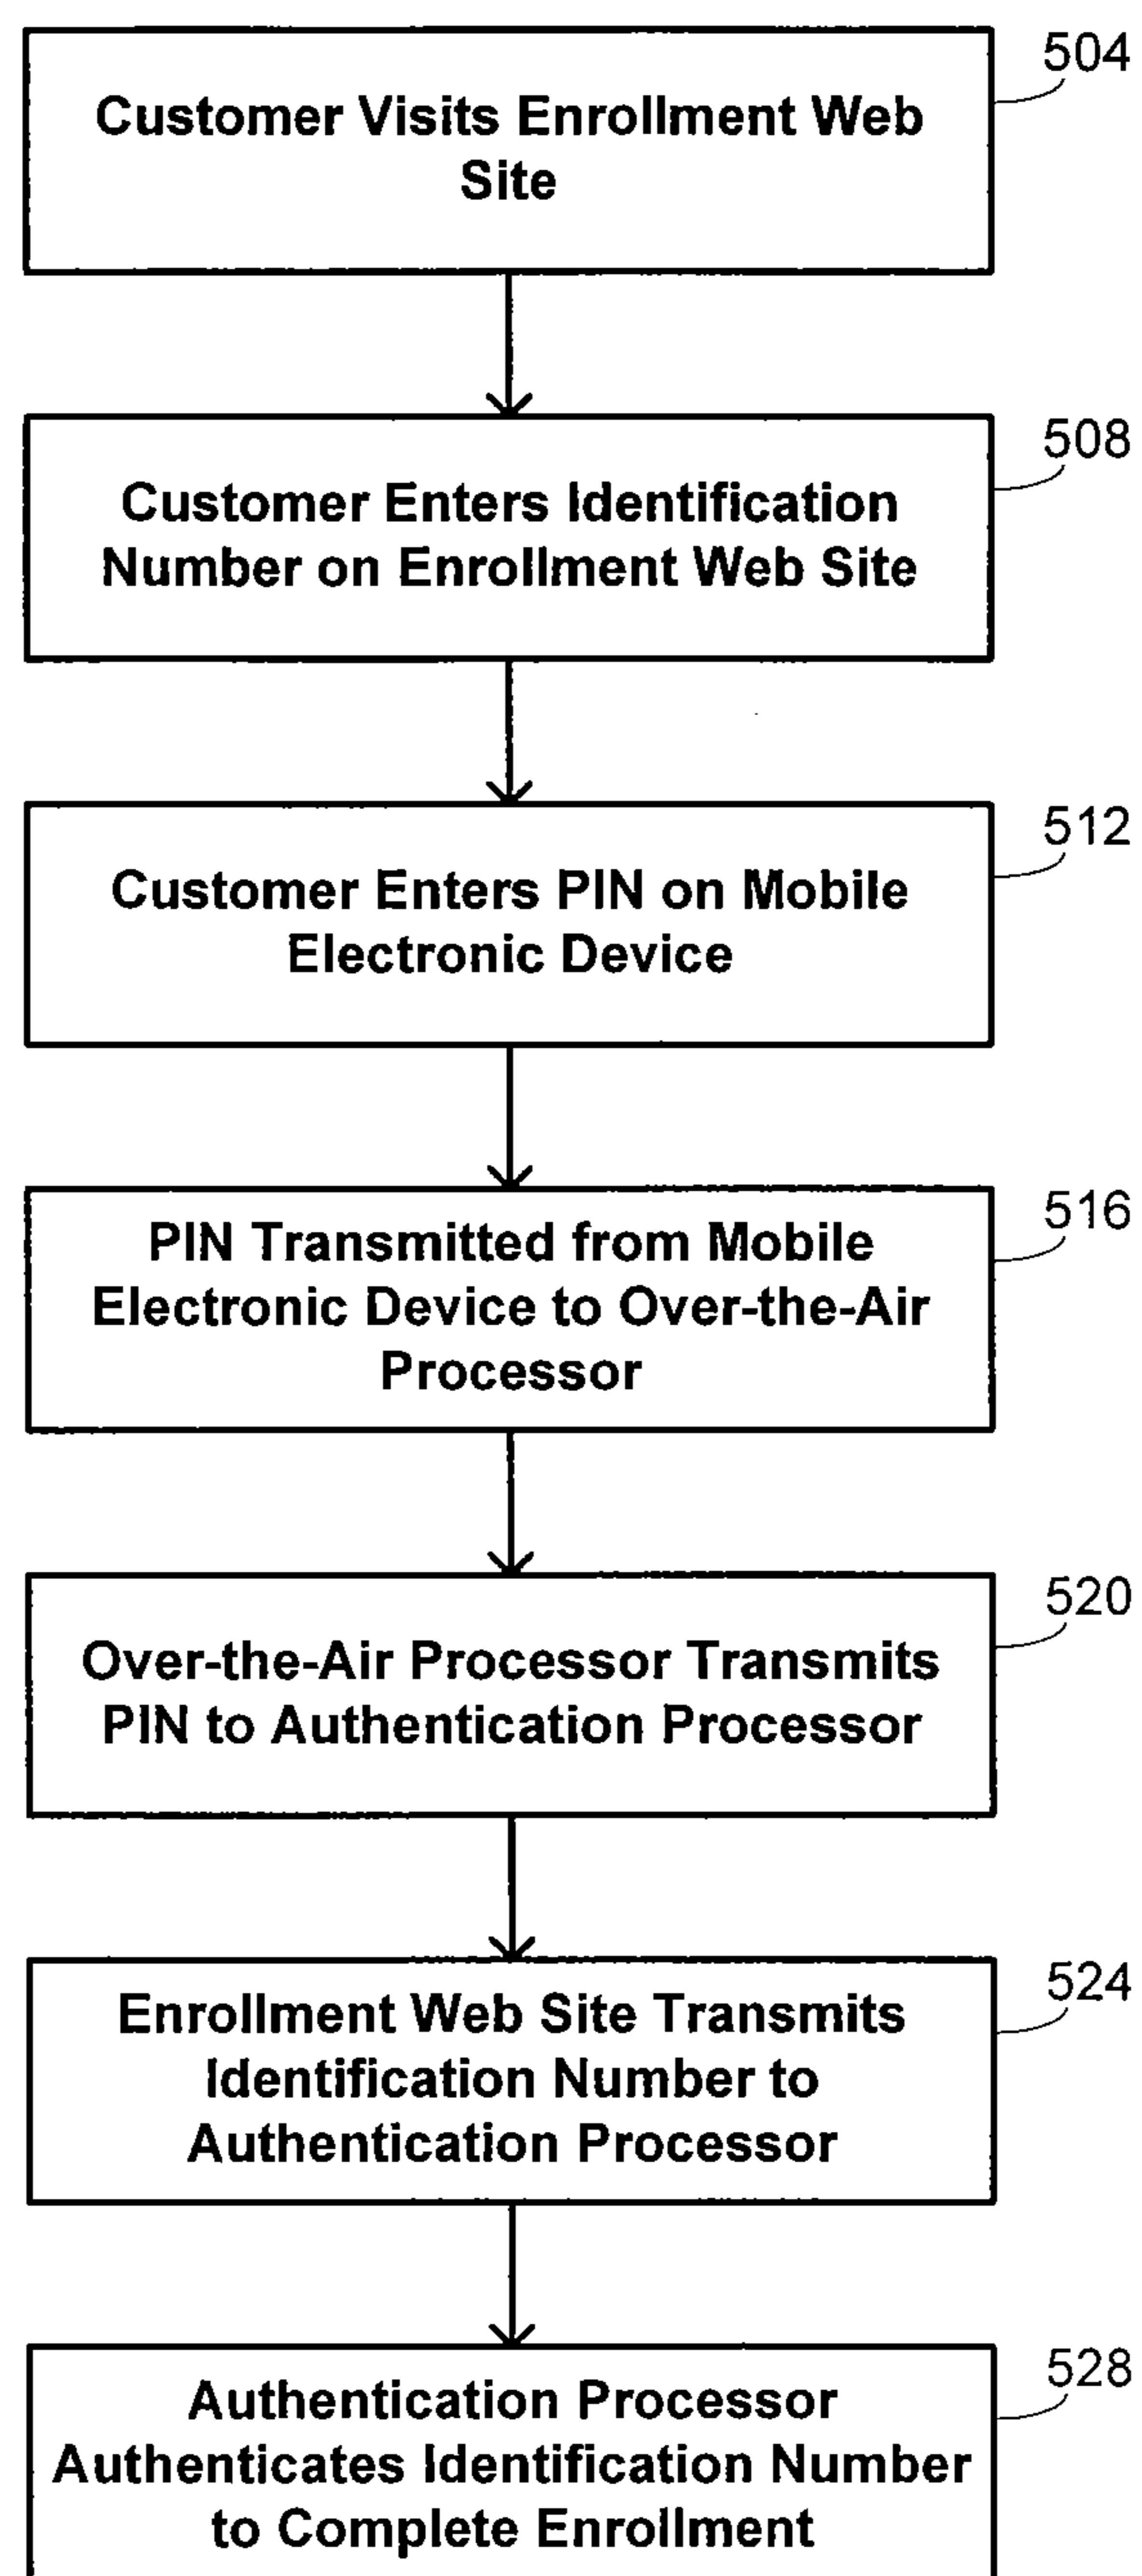 504
Customer Visits Enrollment Web
Site
508
Customer Enters Identification
Number on Enrollment Web Site
512
Customer Enters PIN on Mobile
Electronic Device
516
PIN Transmitted from Mobile
Electronic Device to Over-the-Air
Processor
520
Over-the-Air Processor Transmits
PIN to Authentication Processor
524
Enrollment Web Site Transmits
Identification Number to
Authentication Processor
528
Authentication Processor
Authenticates Identification Number
to Complete Enrollment